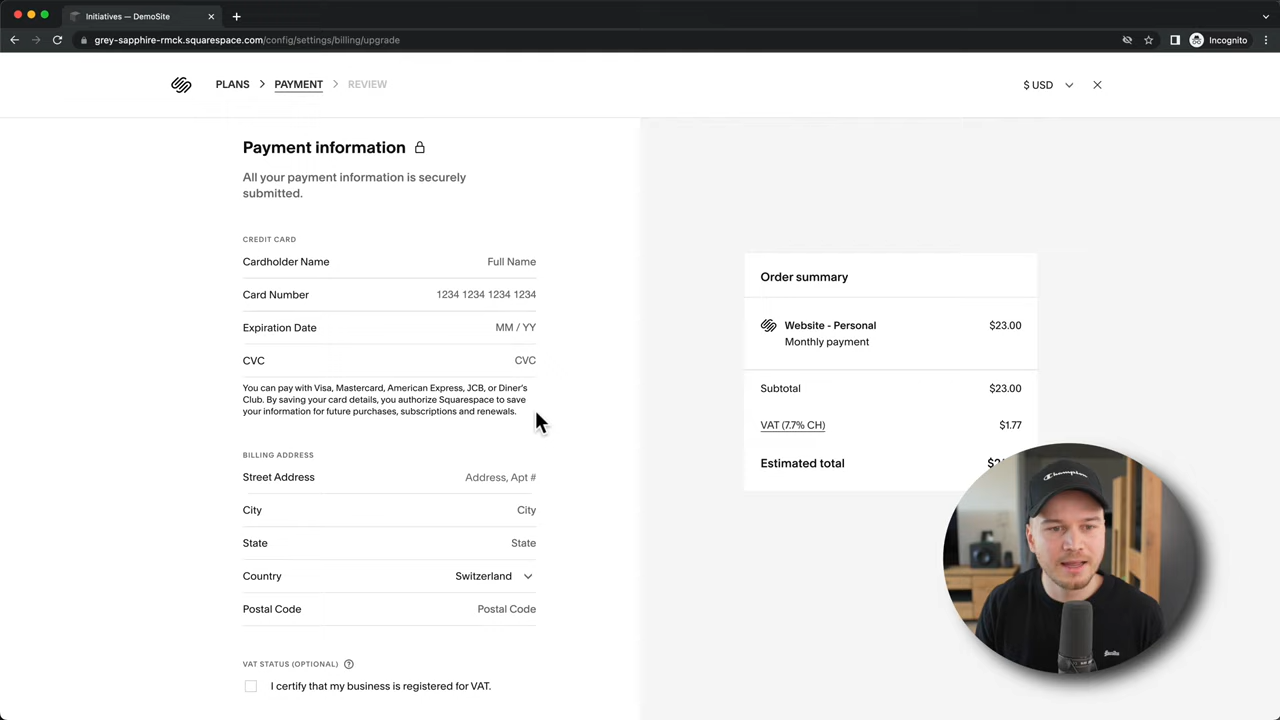 Initiatives — DemoSite
grey-sapphire-rmck.squarespace.com/config/settings/billing/upgrade
Incognito
PLANS
PAYMENT
REVIEW
$ USD
Payment information
All your payment information is securely
submitted.
CREDIT CARD
Cardholder Name
Full Name
Card Number
1234 1234 1234 1234
Expiration Date
MM / YY
CVC
CVC
You can pay with Visa, Mastercard, American Express, JCB, or Diner's
Club. By saving your card details, you authorize Squarespace to save
your information for future purchases, subscriptions and renewals.
BILLING ADDRESS
Street Address
Address, Apt #
City
City
State
State
Country
Switzerland
Postal Code
Postal Code
VAT STATUS (OPTIONAL)
I certify that my business is registered for VAT.
Order summary
Website - Personal
$23.00
Monthly payment
Subtotal
$23.00
VAT (7.7% CH)
$1.77
Estimated total
Champion